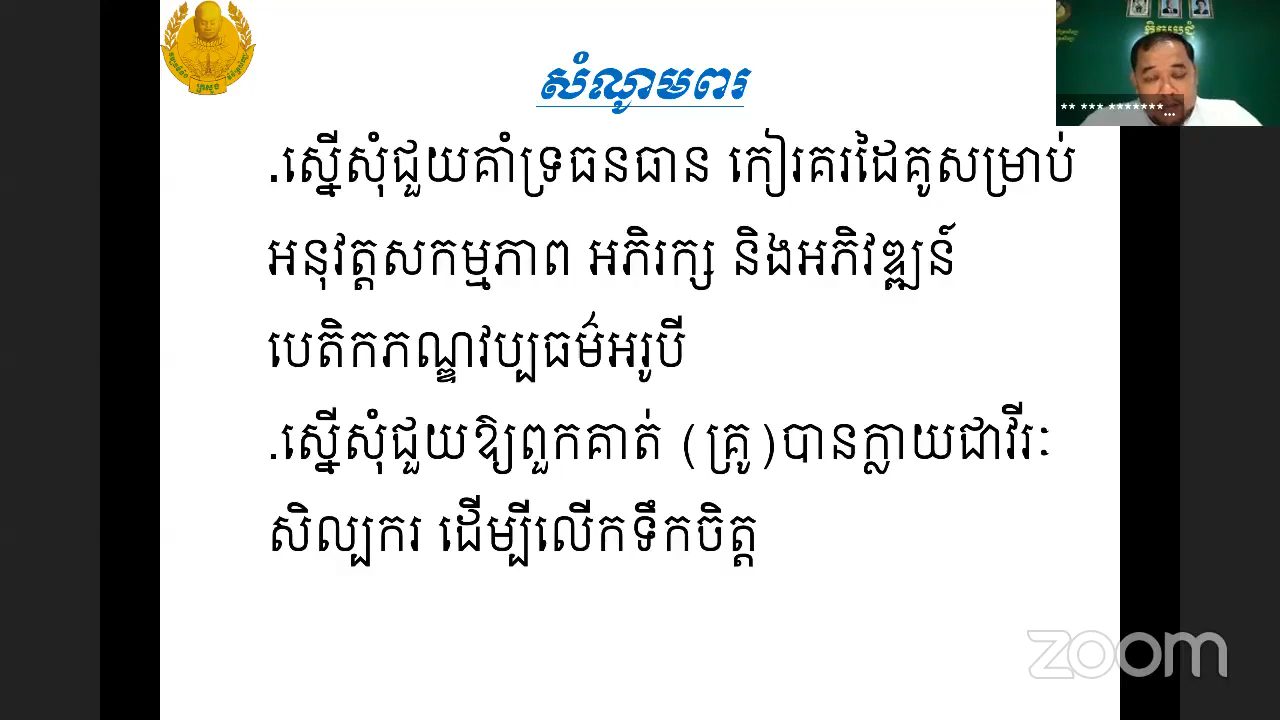 សំណូមពរ
.ស្នើសុំជួយគាំទ្រធនធាន កៀរគរដៃគូសម្រាប់
អនុវត្តសកម្មភាព អភិរក្ស និងអភិវឌ្ឍន៍
បេតិកភណ្ឌវប្បធម៌អរូបី
.ស្នើសុំជួយឱ្យពួកគាត់ (គ្រូ)បានក្លាយជាវីរៈ
សិល្បករ ដើម្បីលើកទឹកចិត្ត
** *** *******...
zoom